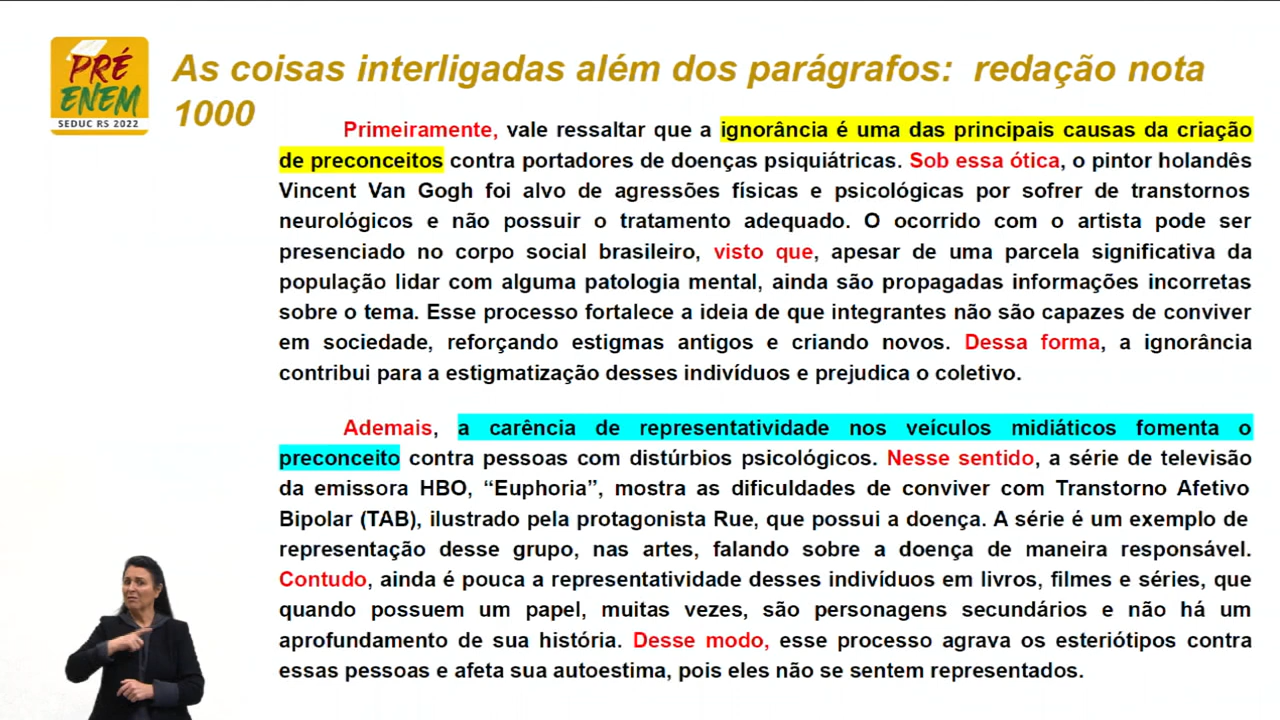 PRÉ
ENEM
SEDUC RS 2022
As coisas interligadas além dos parágrafos: redação nota
1000
Primeiramente, vale ressaltar que a ignorância é uma das principais causas da criação
de preconceitos contra portadores de doenças psiquiátricas. Sob essa ótica, o pintor holandês
Vincent Van Gogh foi alvo de agressões físicas e psicológicas por sofrer de transtornos
neurológicos e não possuir o tratamento adequado. O ocorrido com o artista pode ser
presenciado no corpo social brasileiro, visto que, apesar de uma parcela significativa da
população lidar com alguma patologia mental, ainda são propagadas informações incorretas
sobre o tema. Esse processo fortalece a ideia de que integrantes não são capazes de conviver
em sociedade, reforçando estigmas antigos e criando novos. Dessa forma, a ignorância
contribui para a estigmatização desses indivíduos e prejudica o coletivo.
Ademais, a carência de representatividade nos veículos midiáticos fomenta o
preconceito contra pessoas com distúrbios psicológicos. Nesse sentido, a série de televisão
da emissora HBO, “Euphoria”, mostra as dificuldades de conviver com Transtorno Afetivo
Bipolar (TAB), ilustrado pela protagonista Rue, que possui a doença. A série é um exemplo de
representação desse grupo, nas artes, falando sobre a doença de maneira responsável.
Contudo, ainda é pouca a representatividade desses indivíduos em livros, filmes e séries, que
quando possuem um papel, muitas vezes, são personagens secundários e não há um
aprofundamento de sua história. Desse modo, esse processo agrava os esteriótipos contra
essas pessoas e afeta sua autoestima, pois eles não se sentem representados.